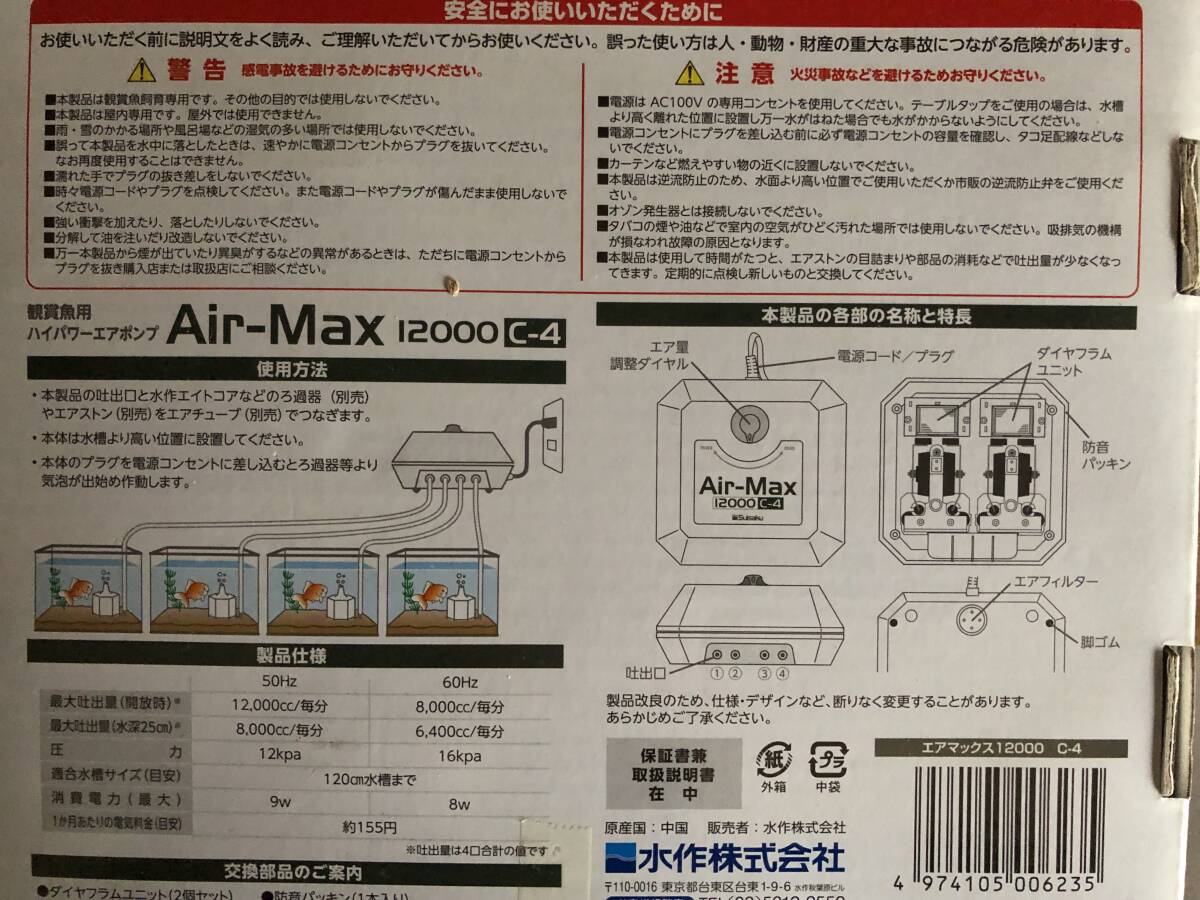 安全にお使いいただくために
お使いいただく前に説明文をよく読み、ご理解いただいてからお使いください。誤った使い方は人・動物・財産の重大な事故につながる危険があります。
警告 感電事故を避けるためにお守りください。
■本製品は観賞魚飼育専用です。その他の目的では使用しないでください。
■本製品は屋内専用です。屋外では使用できません。
■雨・雪のかかる場所や風呂場などの湿気の多い場所では使用しないでください。
■誤って本製品を水中に落としたときは、速やかに電源コンセントからプラグを抜いてください。
なお再度使用することはできません。
■濡れた手でプラグの抜き差しをしないでください。
■時々電源コードやプラグを点検してください。また電源コードやプラグが傷んだまま使用しないで
ください。
■強い衝撃を加えたり、落としたりしないでください。
■分解して油を注いだり改造しないでください。
■万一本製品から煙が出ていたり異臭がするなどの異常があるときは、ただちに電源コンセントから
プラグを抜き購入店または取扱店にご相談ください。
注意 火災事故などを避けるためお守りください。
■電源は AC100V の専用コンセントを使用してください。テーブルタップをご使用の場合は、水槽
より高く離れた位置に設置し万一水がはねた場合でも水がかからないようにしてください。
■電源コンセントにプラグを差し込む前に必ず電源コンセントの容量を確認し、タコ足配線などしな
いでください。
■カーテンなど燃えやすい物の近くに設置しないでください。
■本製品は逆流防止のため、水面より高い位置でご使用いただくか市販の逆流防止弁をご使用くだ
さい。
■オゾン発生器とは接続しないでください。
■タバコの煙や油などで室内の空気がひどく汚れた場所では使用しないでください。吸排気の機構
が損なわれ故障の原因となります。
■本製品は使用して時間がたつと、エアストンの目詰まりや部品の消耗などで吐出量が少なくなっ
てきます。定期的に点検し新しいものと交換してください。
観賞魚用
ハイパワーエアポンプ Air-Max 12000 C-4
使用方法
・本製品の吐出口と水作エイトコアなどのろ過器（別売）
やエアストン（別売）をエアチューブ（別売）でつなぎます。
・本体は水槽より高い位置に設置してください。
・本体のプラグを電源コンセントに差し込むとろ過器等より
気泡が出始め作動します。
製品仕様
50Hz 60Hz
最大吐出量（開放時）※ 12,000cc/毎分 8,000cc/毎分
最大吐出量（水深25cm）※ 8,000cc/毎分 6,400cc/毎分
圧力 12kpa 16kpa
適合水槽サイズ（目安） 120cm水槽まで
消費電力（最大） 9w 8w
1か月あたりの電気料金（目安） 約155円
※吐出量は4口合計の値です
交換部品のご案内
●ダイヤフラムユニット（2個セット） ●防音パッキン（1本入り）
本製品の各部の名称と特長
エア量
調整ダイヤル
電源コード／プラグ
ダイヤフラム
ユニット
防音
パッキン
Air-Max
12000 C-4
Suisaku
エアフィルター
脚ゴム
吐出口 ① ② ③ ④
製品改良のため、仕様・デザインなど、断りなく変更することがあります。
あらかじめご了承ください。
保証書兼
取扱説明書
在中
紙
外箱
プラ
中袋
エアマックス12000 C-4
原産国：中国 販売者：水作株式会社
水作株式会社
〒110-0016 東京都台東区台東1-9-6 水作秋葉原ビル
4 974105 006235